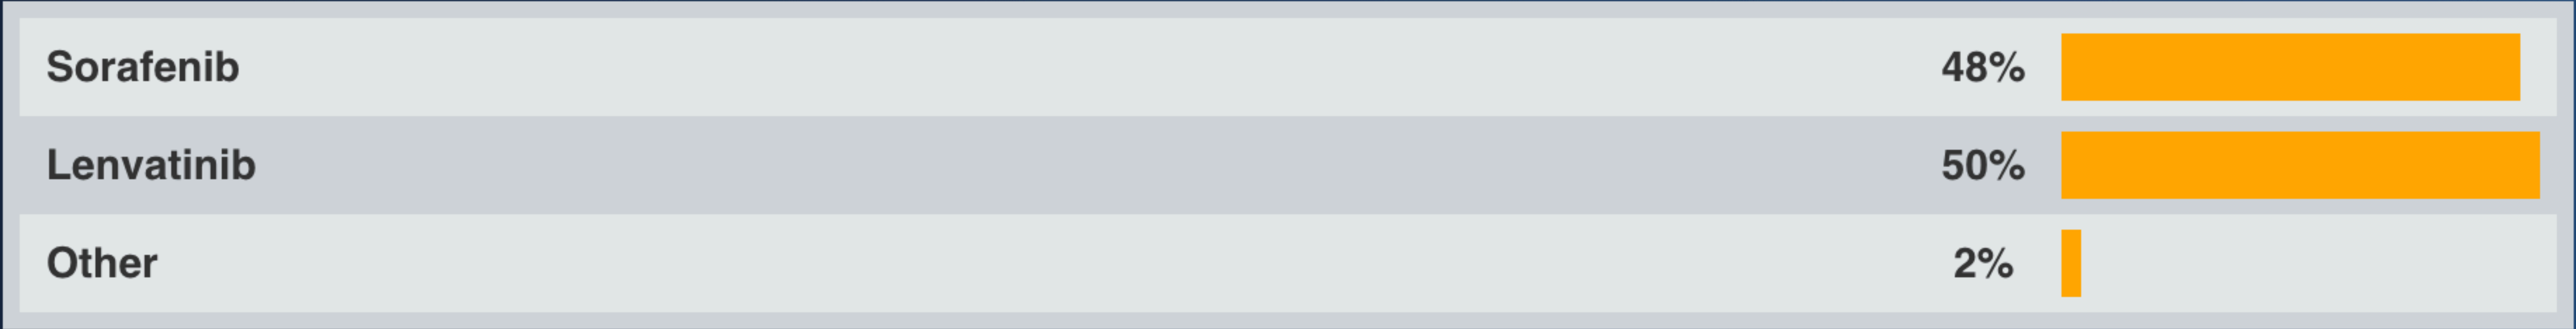 Sorafenib 48%
Lenvatinib 50%
Other 2%